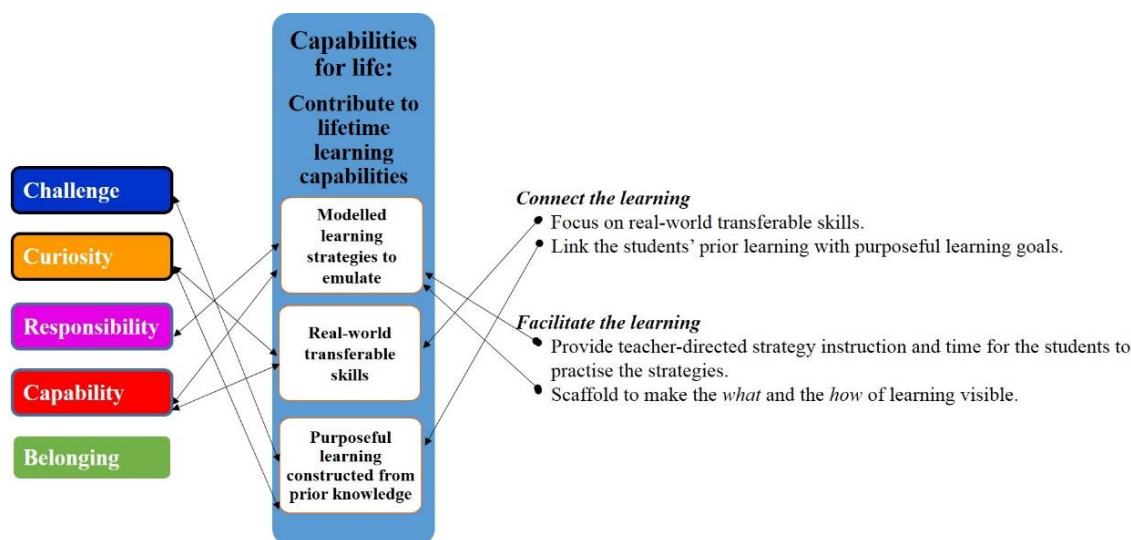 Capabilities
for life:
Contribute to
lifetime
learning
capabilities
Challenge
Curiosity
Responsibility
Capability
Belonging
Modelled
learning
strategies to
emulate
Real-world
transferable
skills
Purposeful
learning
constructed from
prior knowledge
Connect the learning
• Focus on real-world transferable skills.
• Link the students’ prior learning with purposeful learning goals.
Facilitate the learning
• Provide teacher-directed strategy instruction and time for the students to
practise the strategies.
• Scaffold to make the what and the how of learning visible.